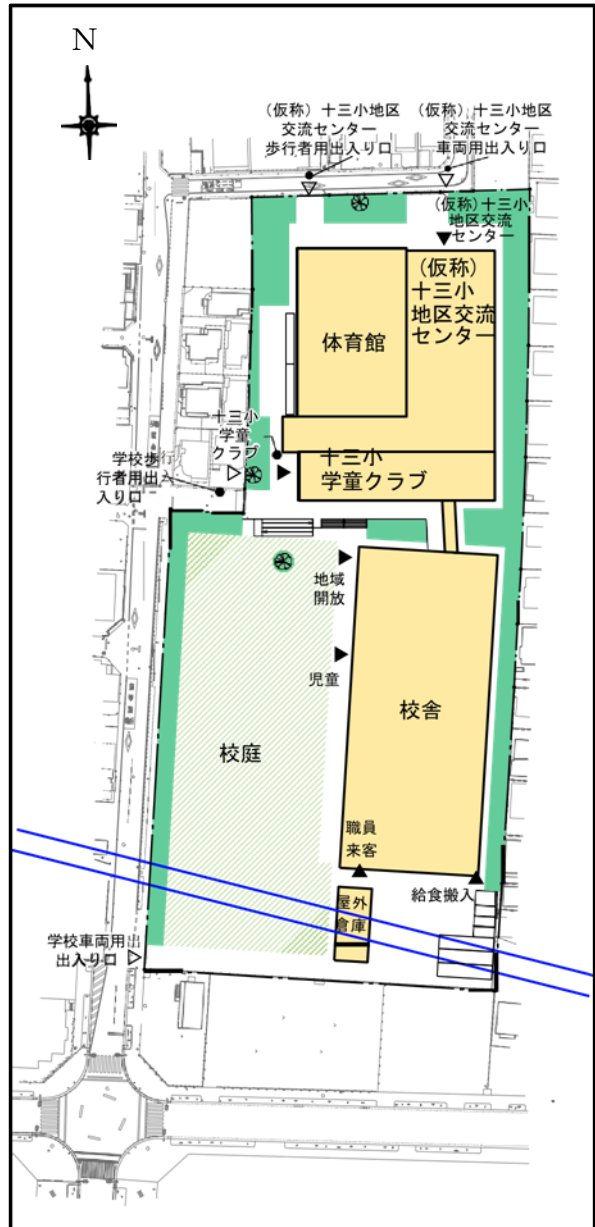 N
(仮称)十三小地区
交流センター
歩行者用出入り口
(仮称)十三小地区
交流センター
車両用出入り口
(仮称)十三小
地区交流
センター
(仮称)
十三小
地区交流
センター
体育館
十三小
学童
クラブ
学校歩行
者用出入り口
十三小
学童クラブ
地域
開放
児童
校舎
校庭
職員
来客
給食搬入
屋外
倉庫
学校車両用出
出入り口